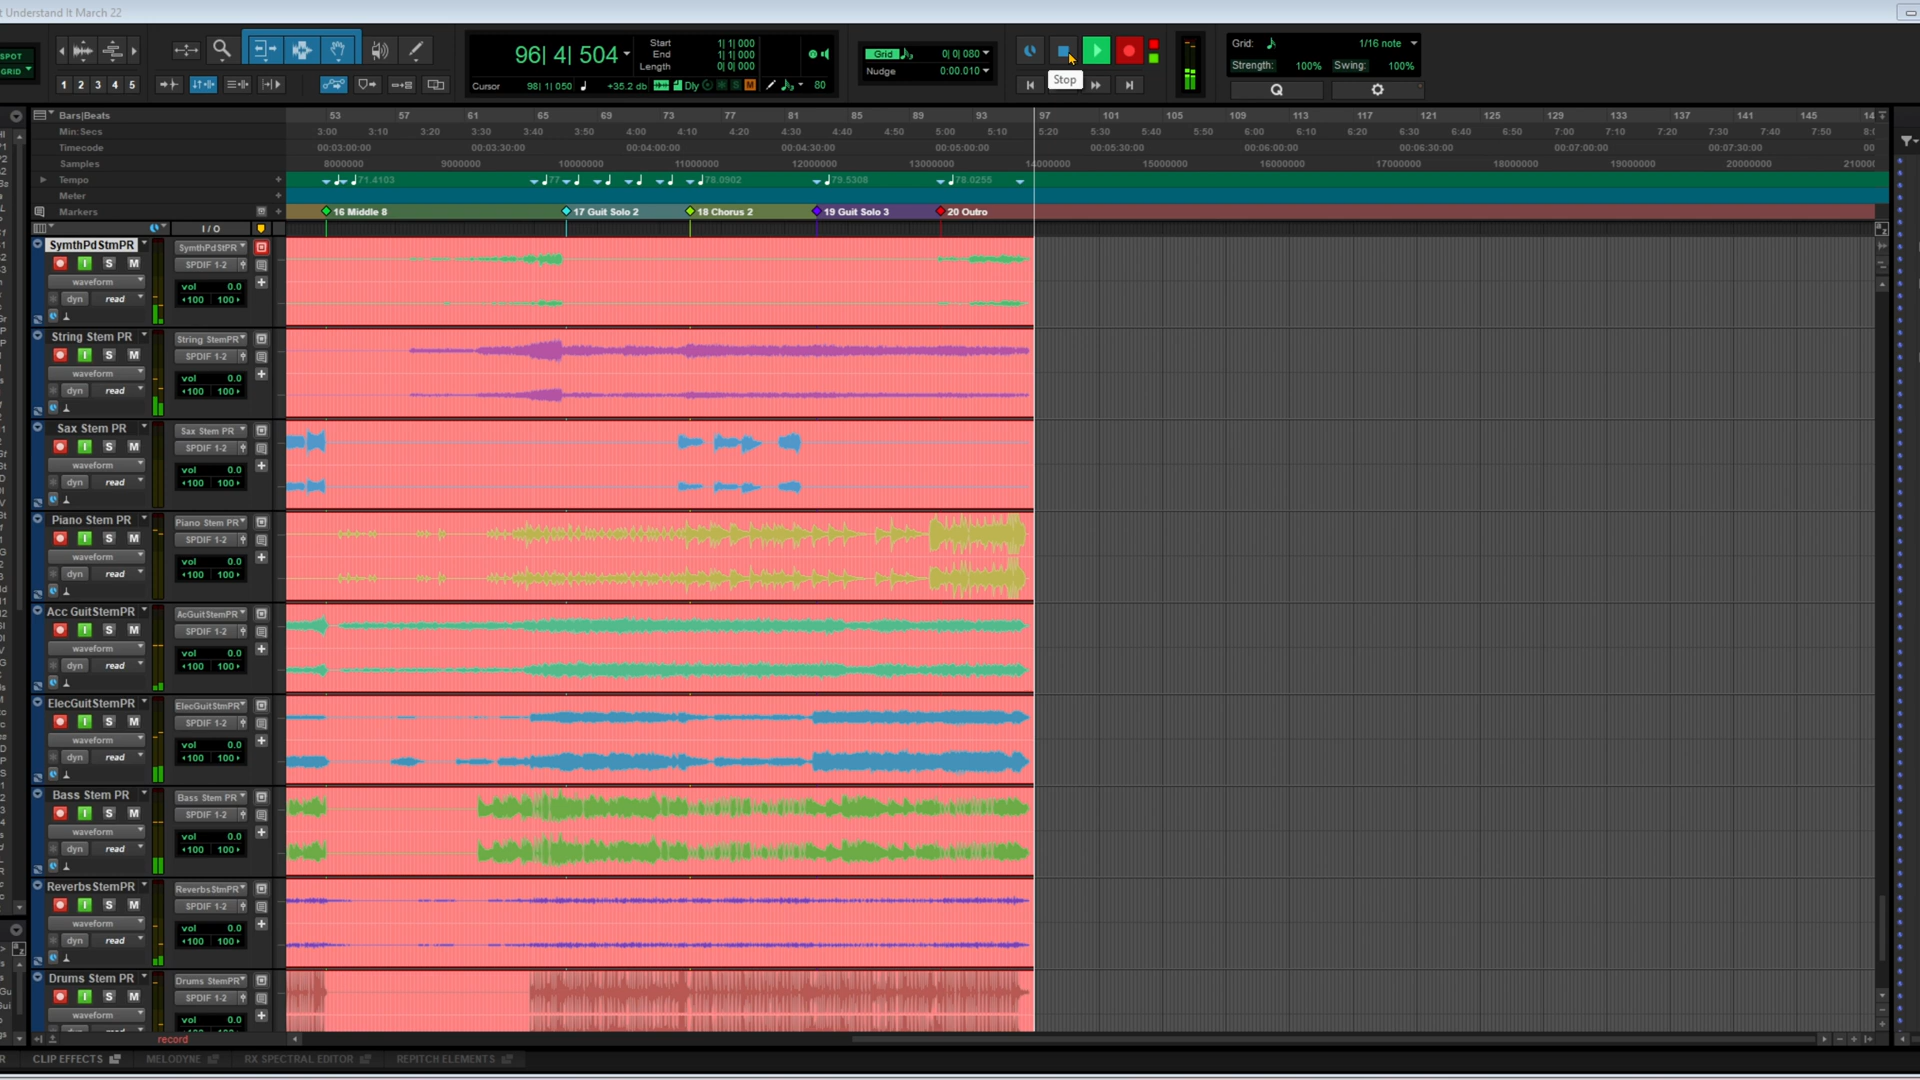 t Understand It March 22
SPOT
GRID
1 2 3 4 5
96| 4| 504
Start 1| 1| 000
End 1| 1| 000
Length 0| 0| 000
Cursor 98| 1| 050 +35.2 db Dly S M 80
Grid 0| 0| 080
Nudge 0:00.010
Stop
Grid: 1/16 note
Strength: 100% Swing: 100%
Q
Bars|Beats 53 57 61 65 69 73 77 81 85 89 93 97 101 105 109 113 117 121 125 129 133 137 141 145
Min:Secs 3:00 3:10 3:20 3:30 3:40 3:50 4:00 4:10 4:20 4:30 4:40 4:50 5:00 5:10 5:20 5:30 5:40 5:50 6:00 6:10 6:20 6:30 6:40 6:50 7:00 7:10 7:20 7:30 7:40 7:50
Timecode 00:03:00:00 00:03:30:00 00:04:00:00 00:04:30:00 00:05:00:00 00:05:30:00 00:06:00:00 00:06:30:00 00:07:00:00 00:07:30:00
Samples 8000000 9000000 10000000 11000000 12000000 13000000 14000000 15000000 16000000 17000000 18000000 19000000 20000000
Tempo 71.4103 77 78.0902 79.5308 78.0255
Meter
Markers 16 Middle 8 17 Guit Solo 2 18 Chorus 2 19 Guit Solo 3 20 Outro
I / O
SymthPdStmPR SymthPdStPR
I S M SPDIF 1-2
waveform vol 0.0
dyn read 100 100
String Stem PR String StemPR
I S M SPDIF 1-2
waveform vol 0.0
dyn read 100 100
Sax Stem PR Sax Stem PR
I S M SPDIF 1-2
waveform vol 0.0
dyn read 100 100
Piano Stem PR Piano Stem PR
I S M SPDIF 1-2
waveform vol 0.0
dyn read 100 100
Acc GuitStemPR AcGuitStemPR
I S M SPDIF 1-2
waveform vol 0.0
dyn read 100 100
ElecGuitStemPR ElecGuitStmPR
I S M SPDIF 1-2
waveform vol 0.0
dyn read 100 100
Bass Stem PR Bass Stem PR
I S M SPDIF 1-2
waveform vol 0.0
dyn read 100 100
ReverbsStemPR ReverbsStmPR
I S M SPDIF 1-2
waveform vol 0.0
dyn read 100 100
Drums Stem PR Drums StemPR
I S M SPDIF 1-2
waveform vol 0.0
record
CLIP EFFECTS MELODYNE RX SPECTRAL EDITOR REPITCH ELEMENTS